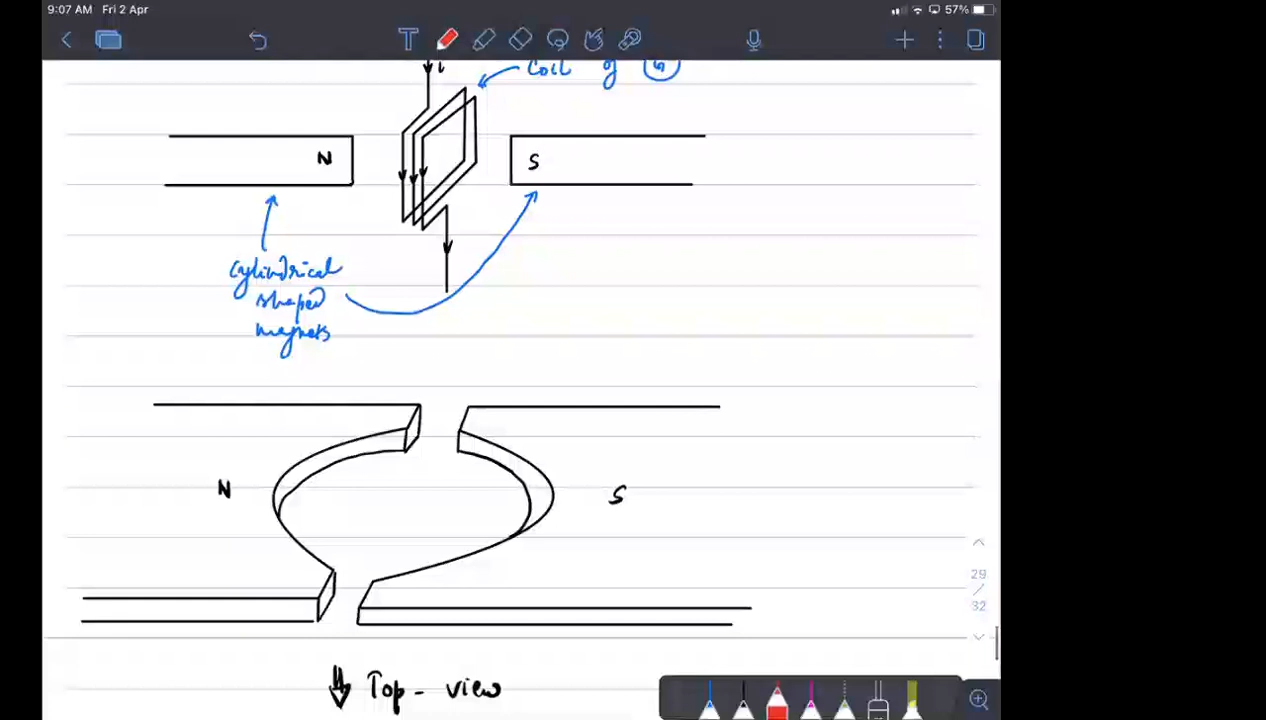 9:07 AM Fri 2 Apr
57%
T
i
Coil of G
N
S
cylindrical
shaped
magnets
N
S
29
/
32
⇓ Top - view